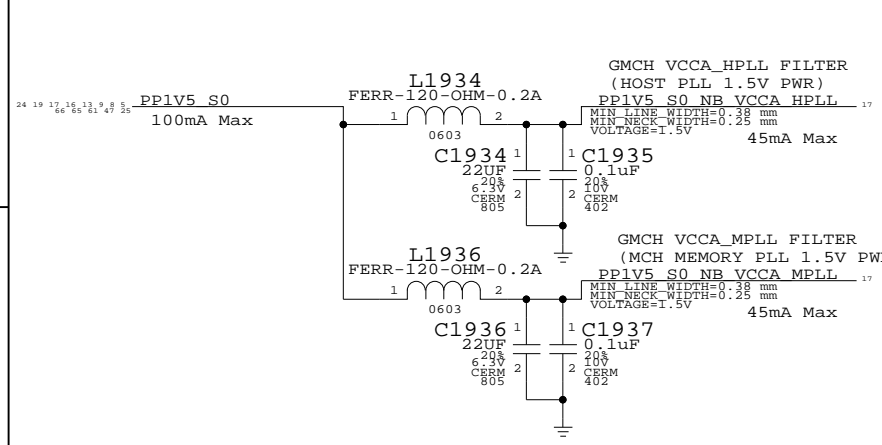 GMCH VCCA_HPLL FILTER
(HOST PLL 1.5V PWR)
L1934
FERR-120-OHM-0.2A
24 19 17 16 13 9 8 5
66 65 61 47 25
PP1V5_S0
100mA Max
PP1V5_S0_NB_VCCA_HPLL
17
MIN_LINE_WIDTH=0.38 mm
MIN_NECK_WIDTH=0.25 mm
VOLTAGE=1.5V
45mA Max
1
2
0603
C1934
22UF
20%
6.3V
CERM
805
1
2
1
2
C1935
0.1uF
20%
10V
CERM
402
GMCH VCCA_MPLL FILTER
(MCH MEMORY PLL 1.5V PW
L1936
FERR-120-OHM-0.2A
PP1V5_S0_NB_VCCA_MPLL
17
MIN_LINE_WIDTH=0.38 mm
MIN_NECK_WIDTH=0.25 mm
VOLTAGE=1.5V
45mA Max
1
2
0603
C1936
22UF
20%
6.3V
CERM
805
1
2
1
2
C1937
0.1uF
20%
10V
CERM
402